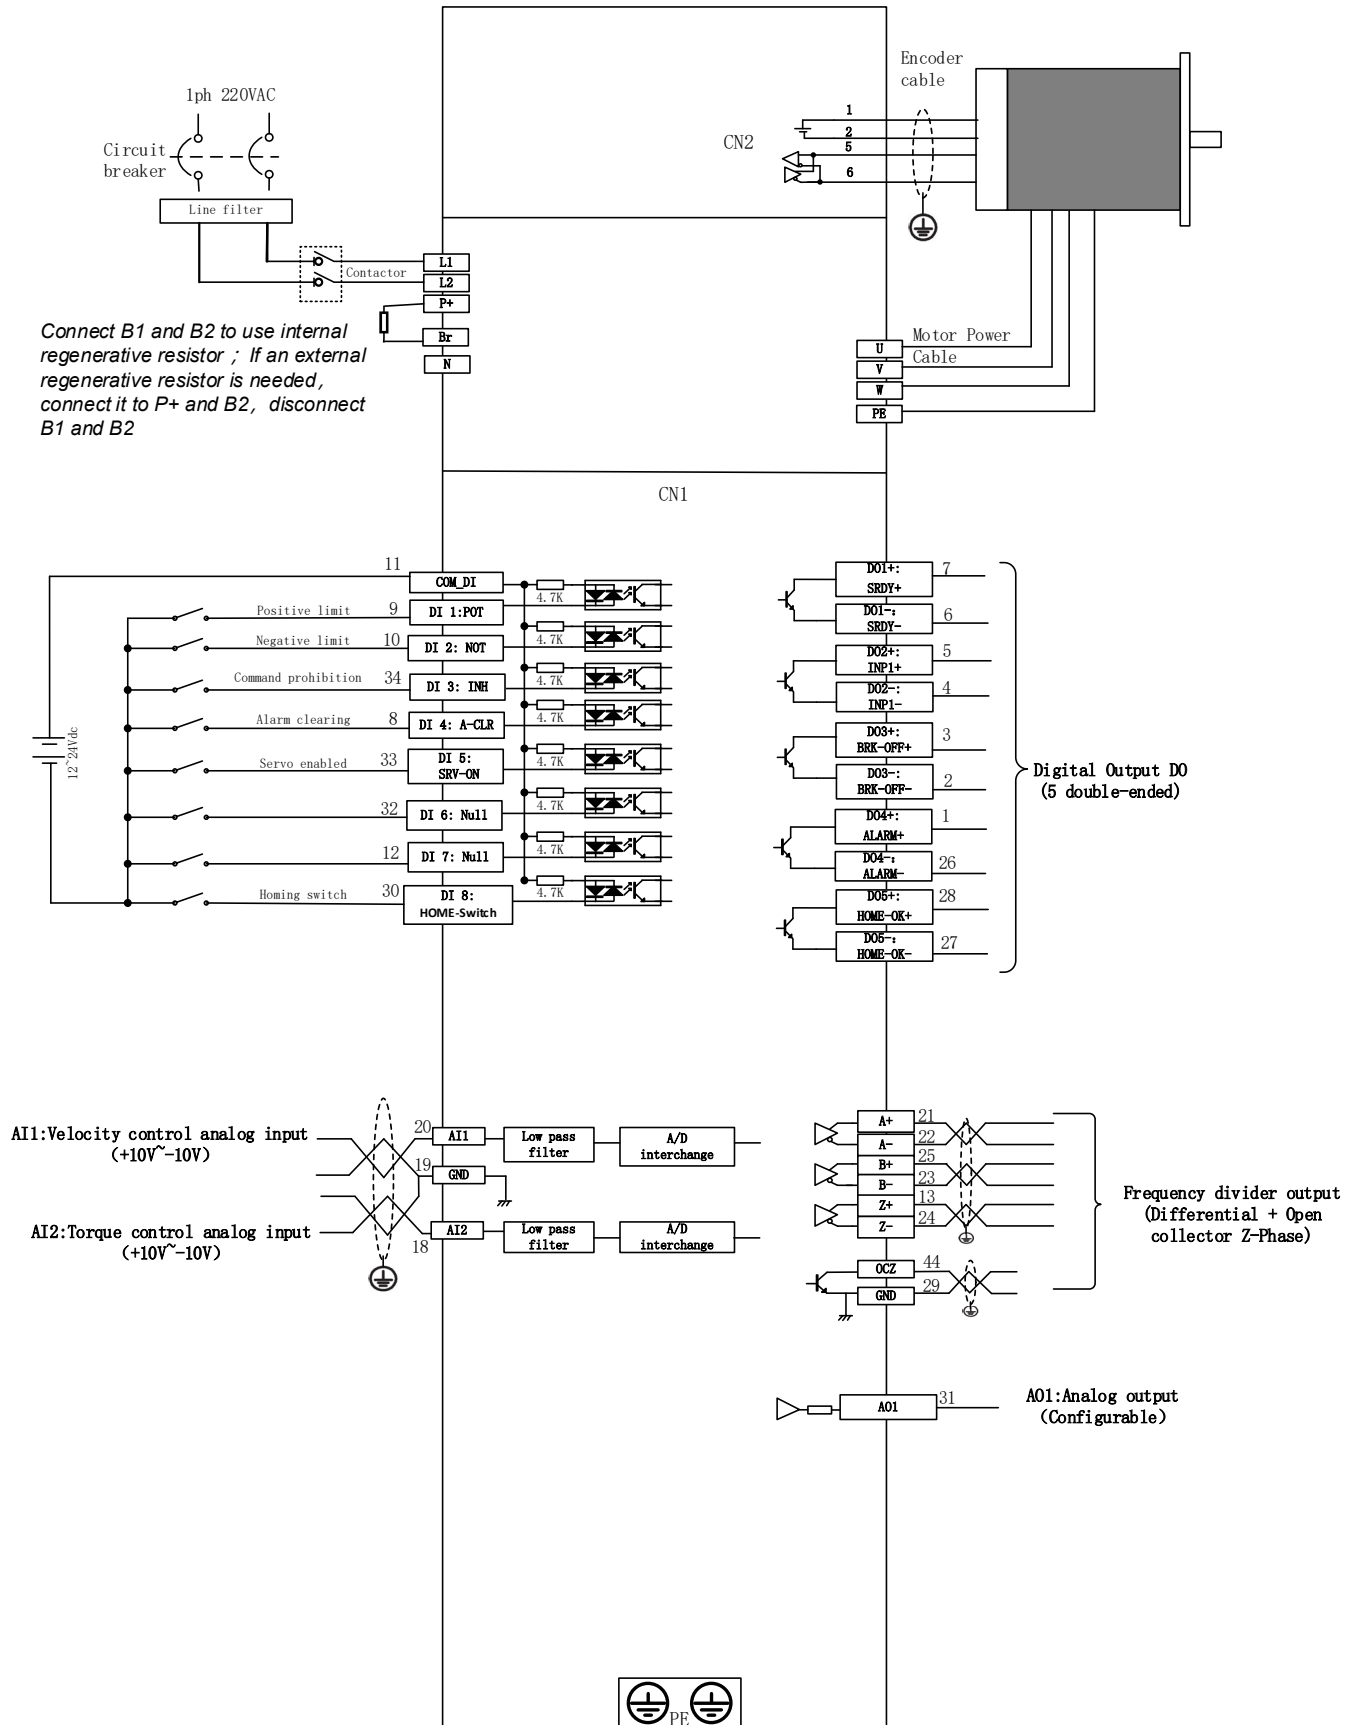 1ph 220VAC
Circuit
breaker
Line filter
Contactor
L1
L2
P+
Br
N
Connect B1 and B2 to use internal
regenerative resistor ; If an external
regenerative resistor is needed,
connect it to P+ and B2, disconnect
B1 and B2
CN2
Encoder
cable
1
2
5
6
Motor Power
Cable
U
V
W
PE
CN1
12~24Vdc
11
COM_DI
4.7K
Positive limit
9
DI 1:POT
4.7K
Negative limit
10
DI 2: NOT
4.7K
Command prohibition
34
DI 3: INH
4.7K
Alarm clearing
8
DI 4: A-CLR
4.7K
Servo enabled
33
DI 5:
SRV-ON
4.7K
32
DI 6: Null
4.7K
12
DI 7: Null
4.7K
Homing switch
30
DI 8:
HOME-Switch
DO1+:
SRDY+
7
DO1-:
SRDY-
6
DO2+:
INP1+
5
DO2-:
INP1-
4
DO3+:
BRK-OFF+
3
DO3-:
BRK-OFF-
2
DO4+:
ALARM+
1
DO4-:
ALARM-
26
DO5+:
HOME-OK+
28
DO5-:
HOME-OK-
27
Digital Output DO
(5 double-ended)
AI1:Velocity control analog input
(+10V~-10V)
20
AI1
Low pass
filter
A/D
interchange
19
GND
AI2:Torque control analog input
(+10V~-10V)
18
AI2
Low pass
filter
A/D
interchange
A+
21
A-
22
B+
25
B-
23
Z+
13
Z-
24
OCZ
44
GND
29
Frequency divider output
(Differential + Open
collector Z-Phase)
AO1
31
AO1:Analog output
(Configurable)
PE